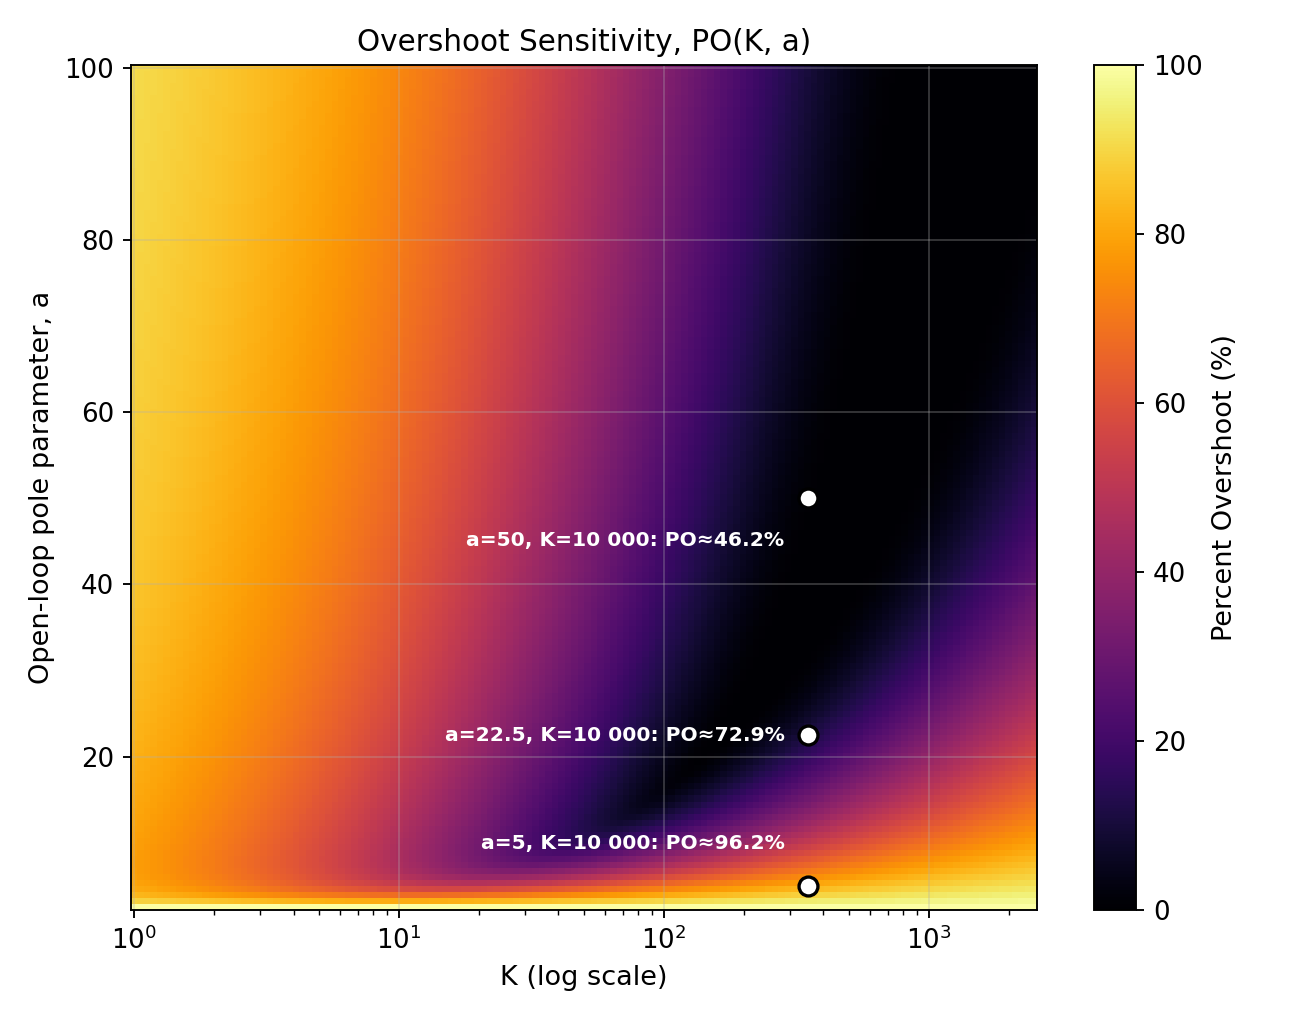 Overshoot Sensitivity, PO(K, a)
100
80
60
40
20
Open-loop pole parameter, a
a=50, K=10 000: PO≈46.2%
a=22.5, K=10 000: PO≈72.9%
a=5, K=10 000: PO≈96.2%
10⁰ 10¹ 10² 10³
K (log scale)
100
80
60
40
20
0
Percent Overshoot (%)